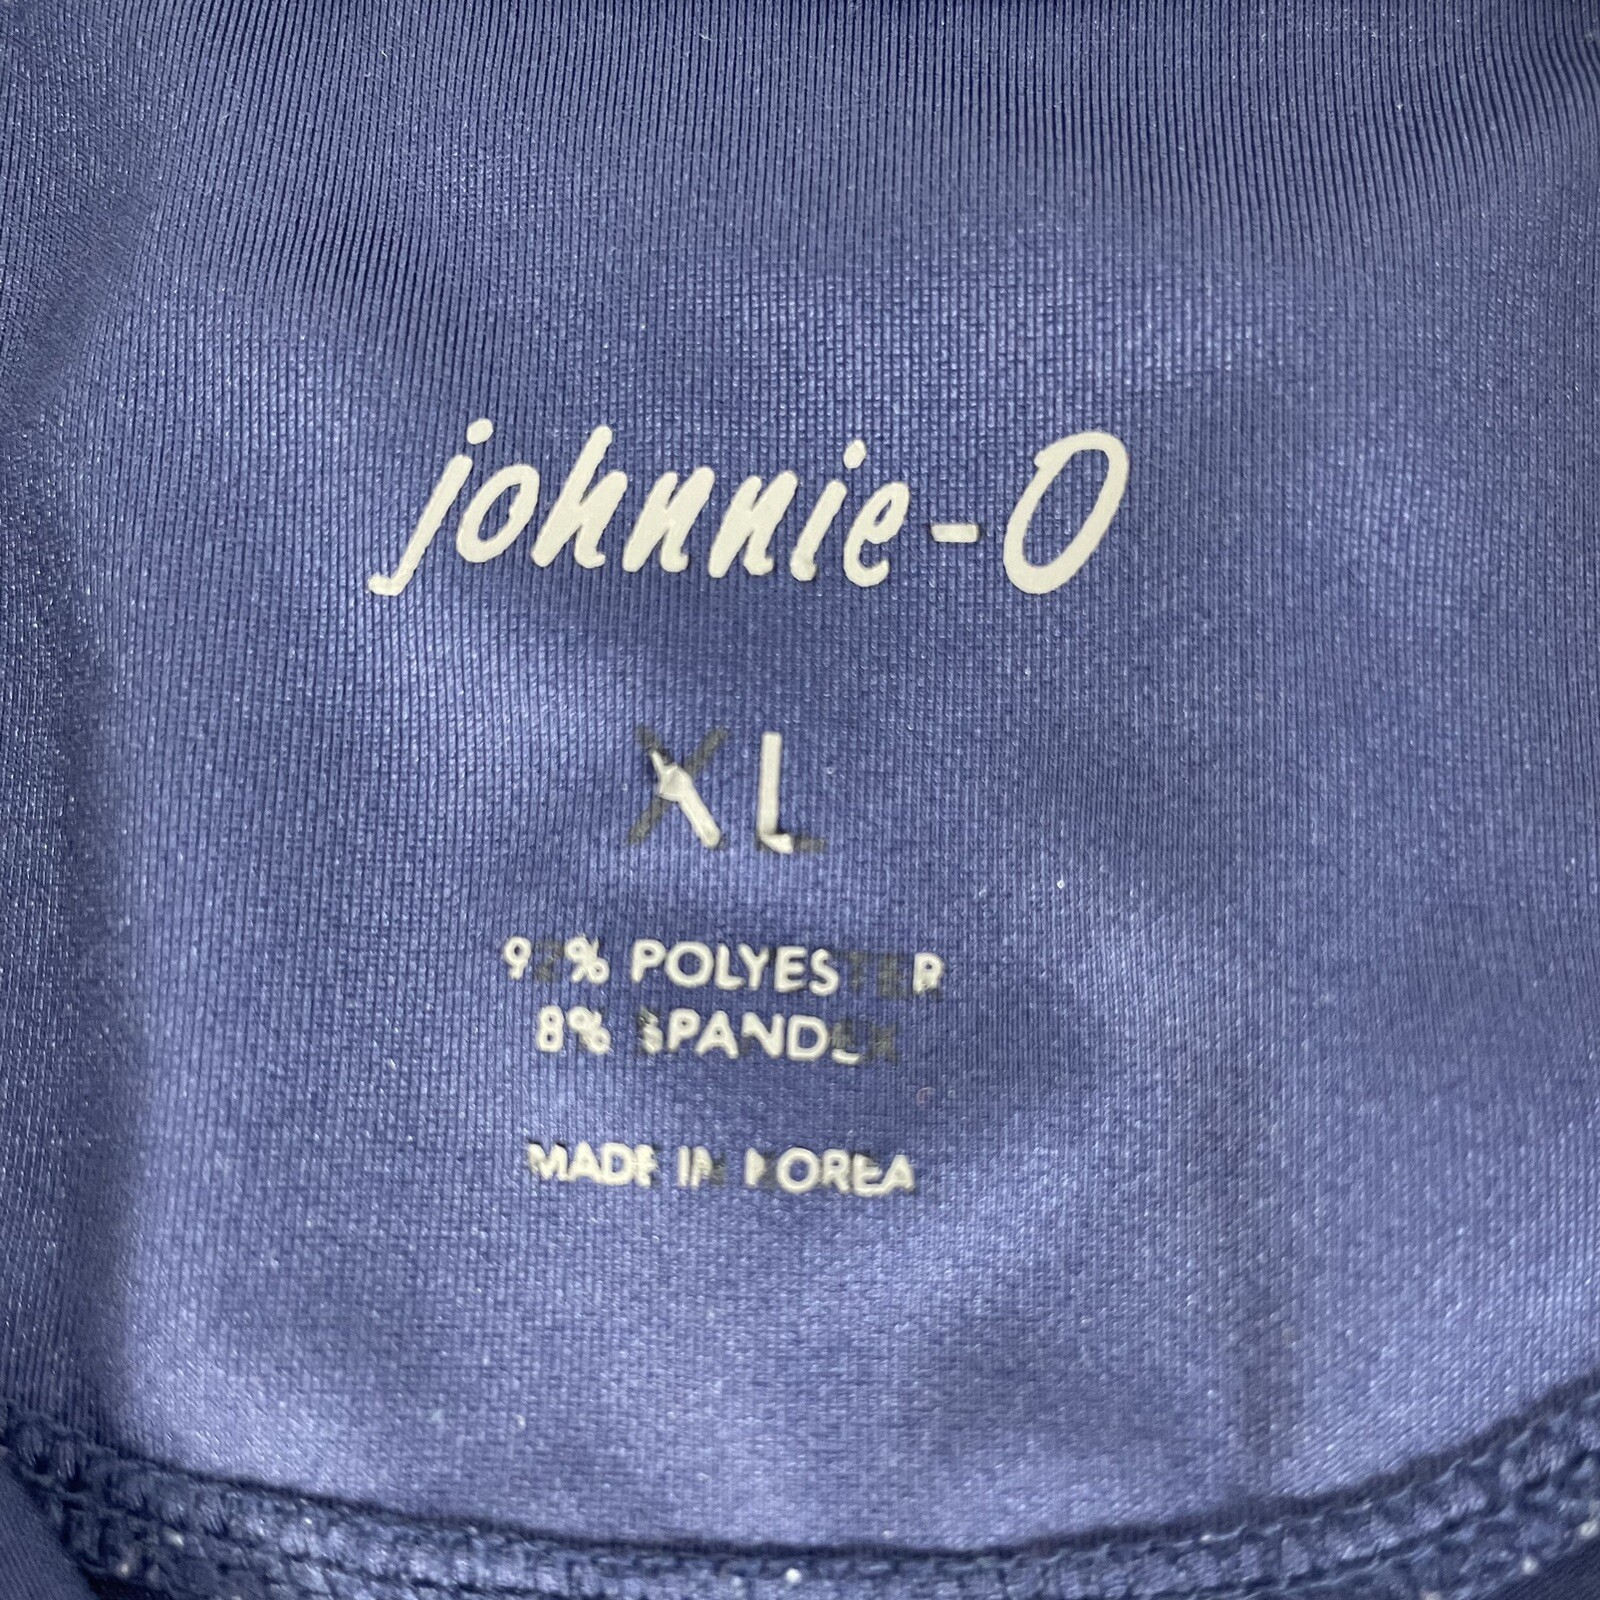 johnnie-O
XL
92% POLYESTER
8% SPANDEX
MADE IN KOREA